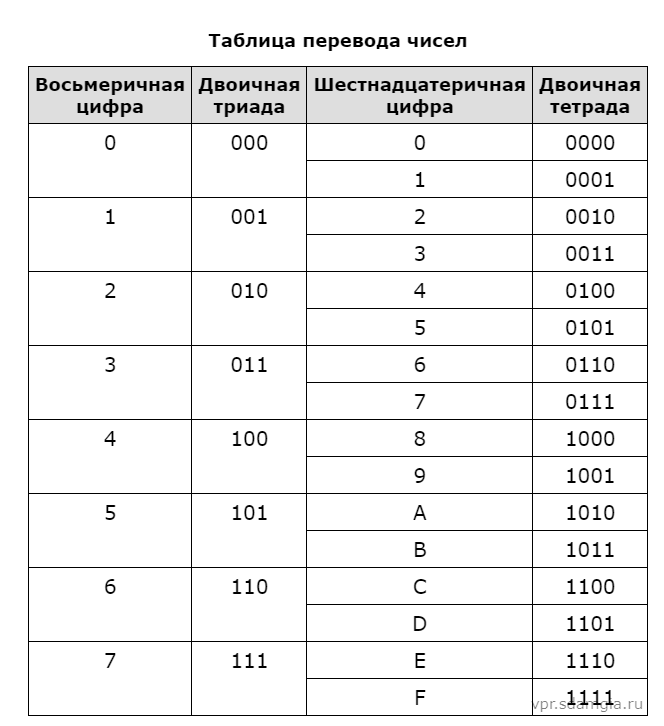 Таблица перевода чисел
Восьмеричная цифра Двоичная триада Шестнадцатеричная цифра Двоичная тетрада
0 000 0 0000
1 0001
1 001 2 0010
3 0011
2 010 4 0100
5 0101
3 011 6 0110
7 0111
4 100 8 1000
9 1001
5 101 A 1010
B 1011
6 110 C 1100
D 1101
7 111 E 1110
F 1111
vpr.sdamgia.ru